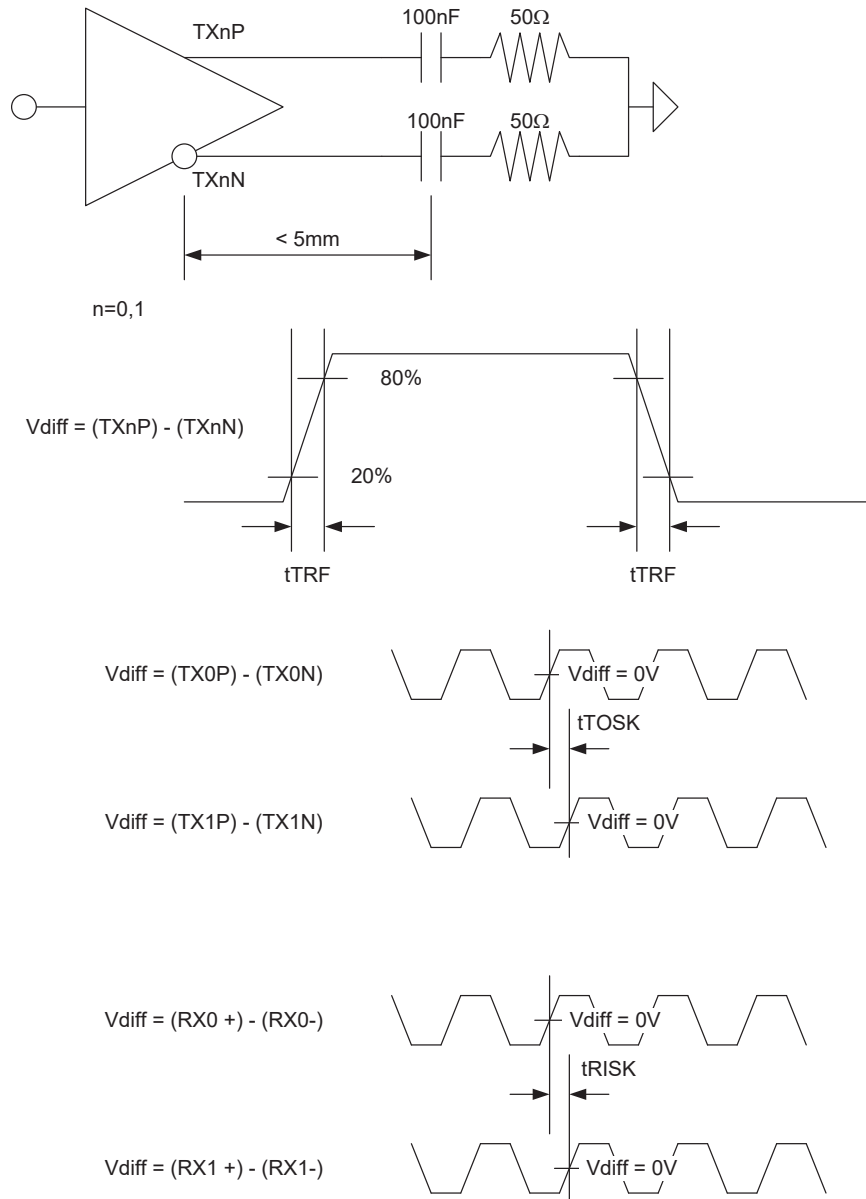 TXnP
100nF
50Ω
100nF
50Ω
TXnN
< 5mm
n=0,1
80%
Vdiff = (TXnP) - (TXnN)
20%
tTRF
tTRF
Vdiff = (TX0P) - (TX0N)
Vdiff = 0V
tTOSK
Vdiff = (TX1P) - (TX1N)
Vdiff = 0V
Vdiff = (RX0 +) - (RX0-)
Vdiff = 0V
tRISK
Vdiff = (RX1 +) - (RX1-)
Vdiff = 0V